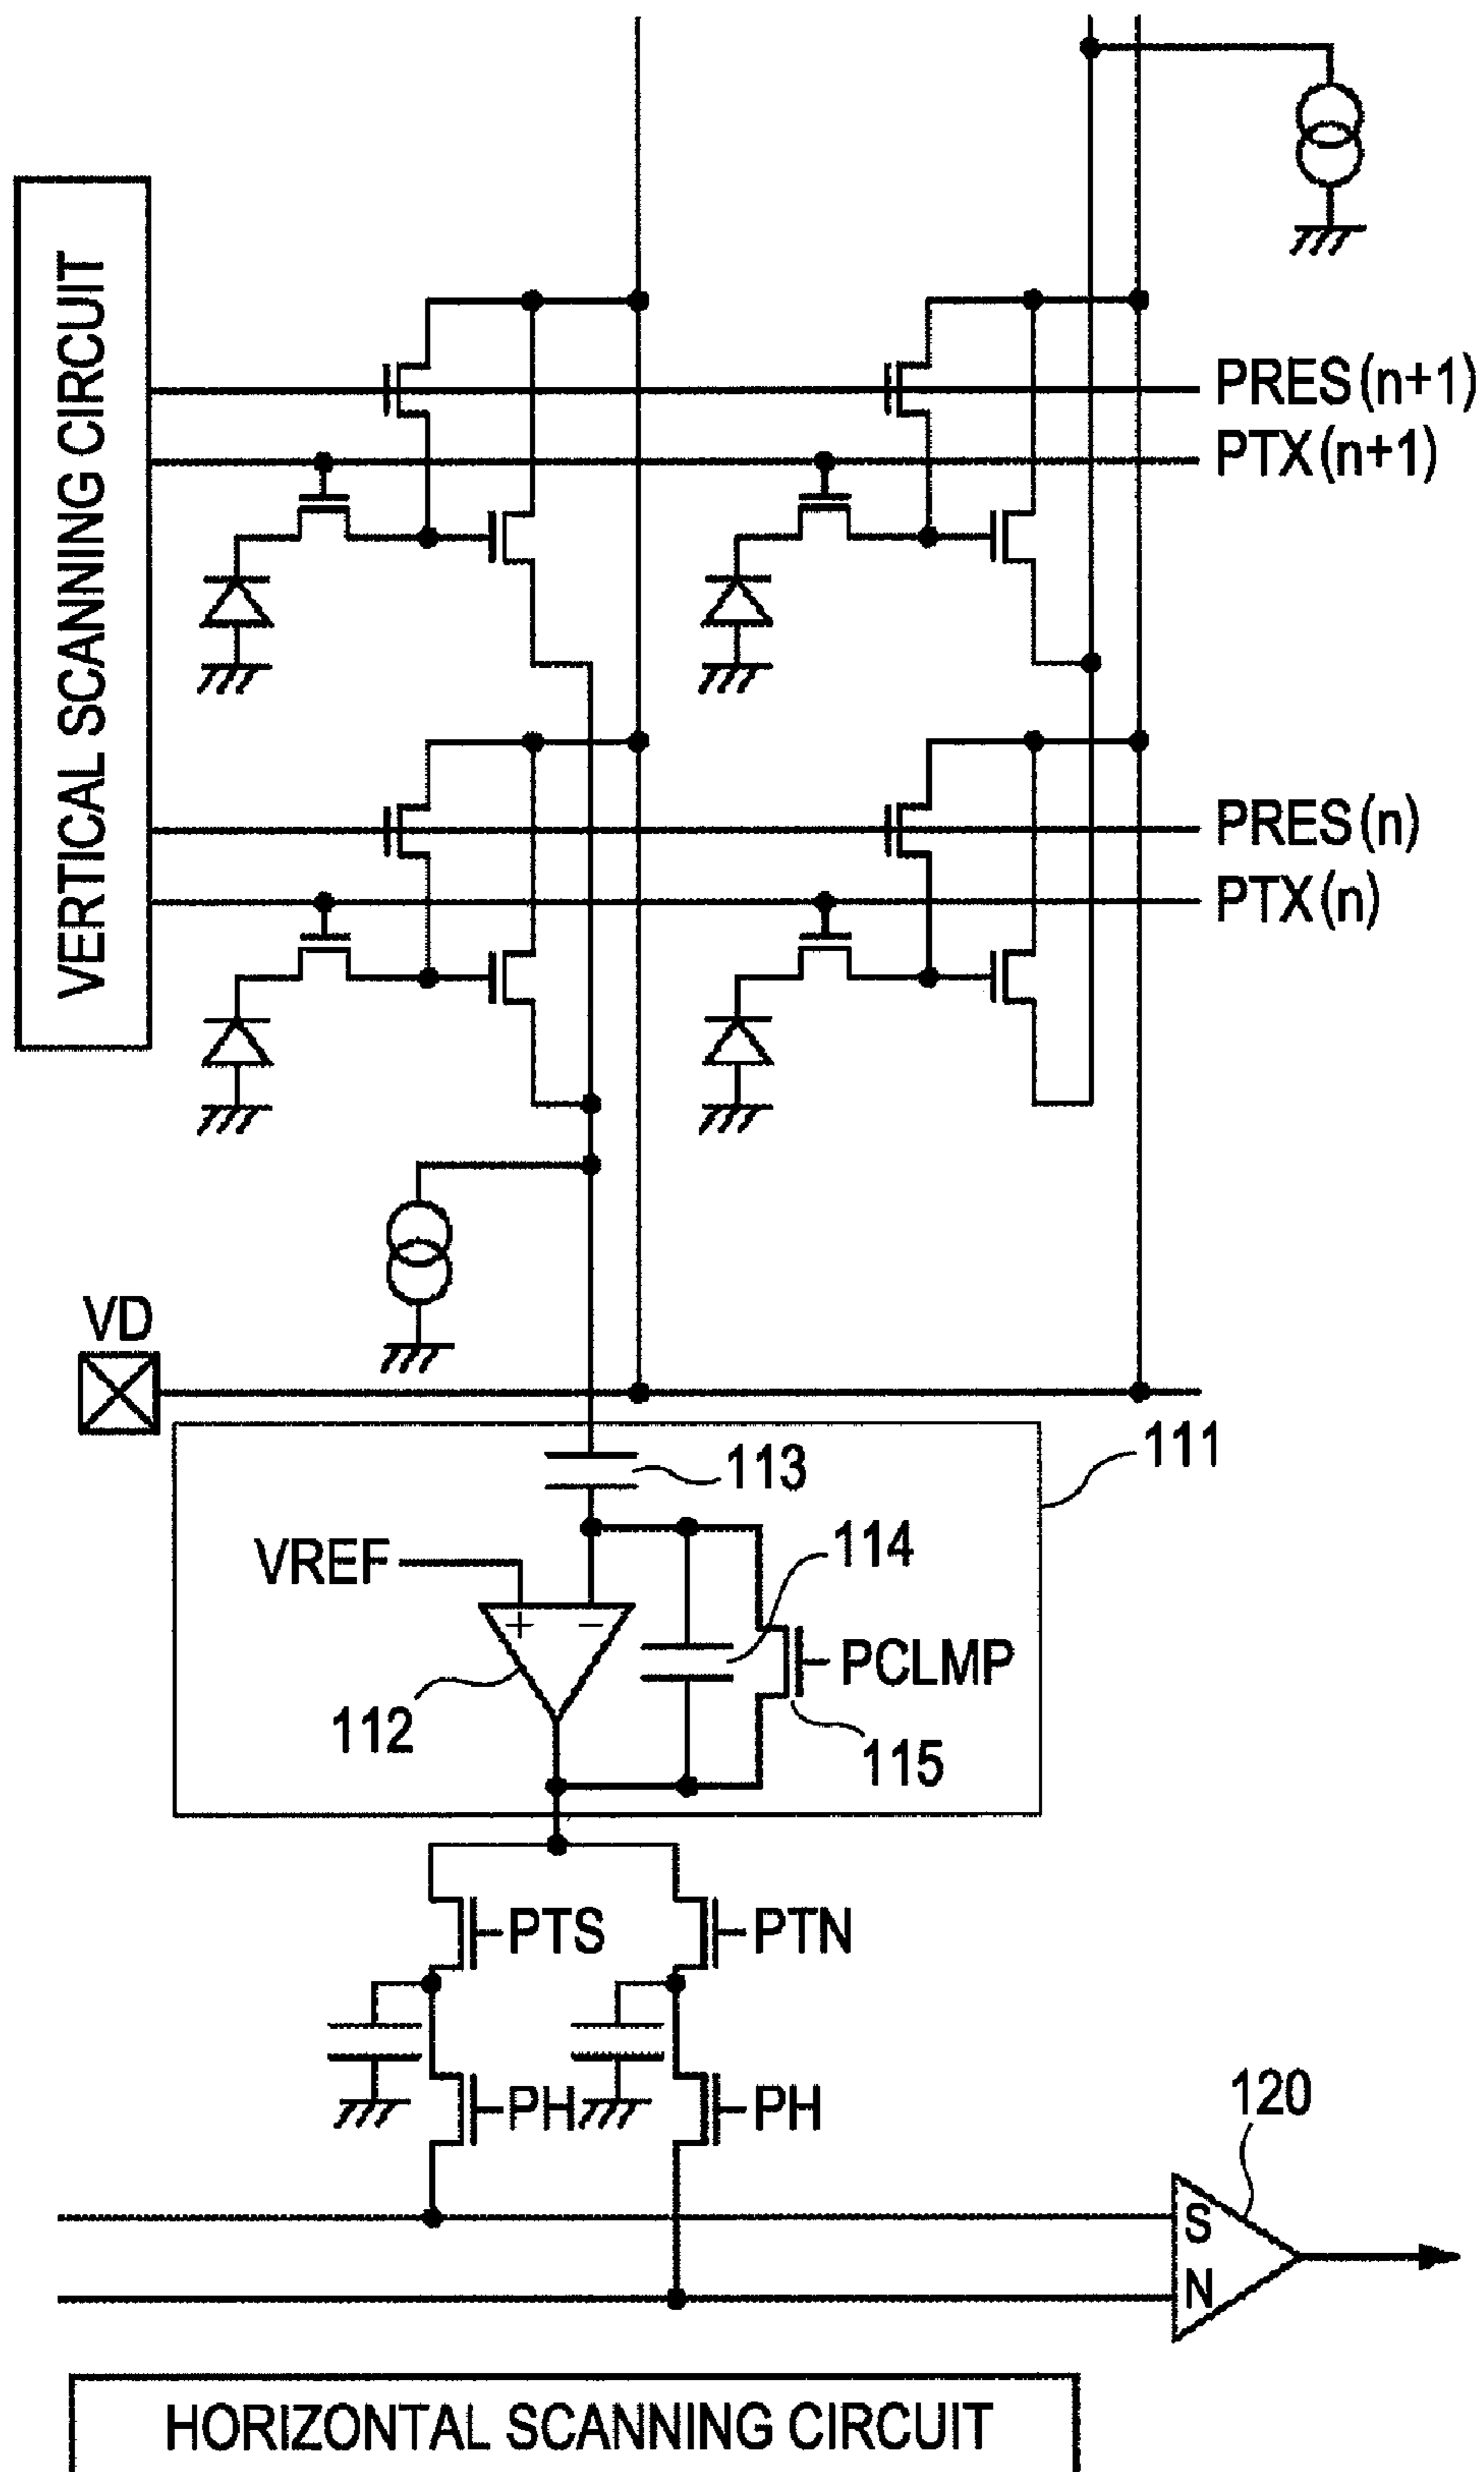 VERTICAL SCANNING CIRCUIT
PRES(n+1)
PTX(n+1)
PRES(n)
PTX(n)
VD
111
113
VREF
114
+ −
PCLMP
112
115
PTS
PTN
PH
PH
120
S
N
HORIZONTAL SCANNING CIRCUIT